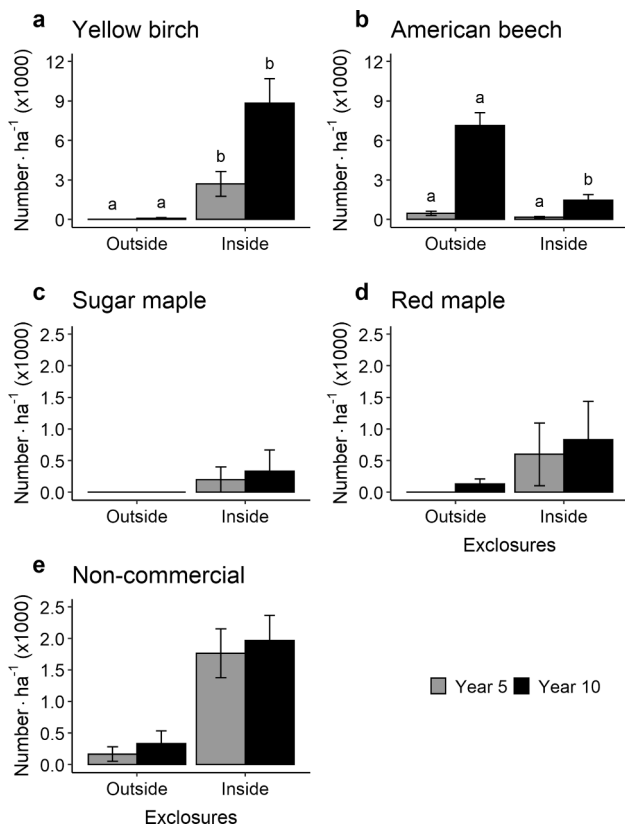 a Yellow birch
Number · ha⁻¹ (x1000)
12
9
6
3
0
a a b b
Outside Inside
b American beech
Number · ha⁻¹ (x1000)
12
9
6
3
0
a a a b
Outside Inside
c Sugar maple
Number · ha⁻¹ (x1000)
2.5
2.0
1.5
1.0
0.5
0.0
Outside Inside
d Red maple
Number · ha⁻¹ (x1000)
2.5
2.0
1.5
1.0
0.5
0.0
Outside Inside
Exclosures
e Non-commercial
Number · ha⁻¹ (x1000)
2.5
2.0
1.5
1.0
0.5
0.0
Outside Inside
Exclosures
Year 5 Year 10